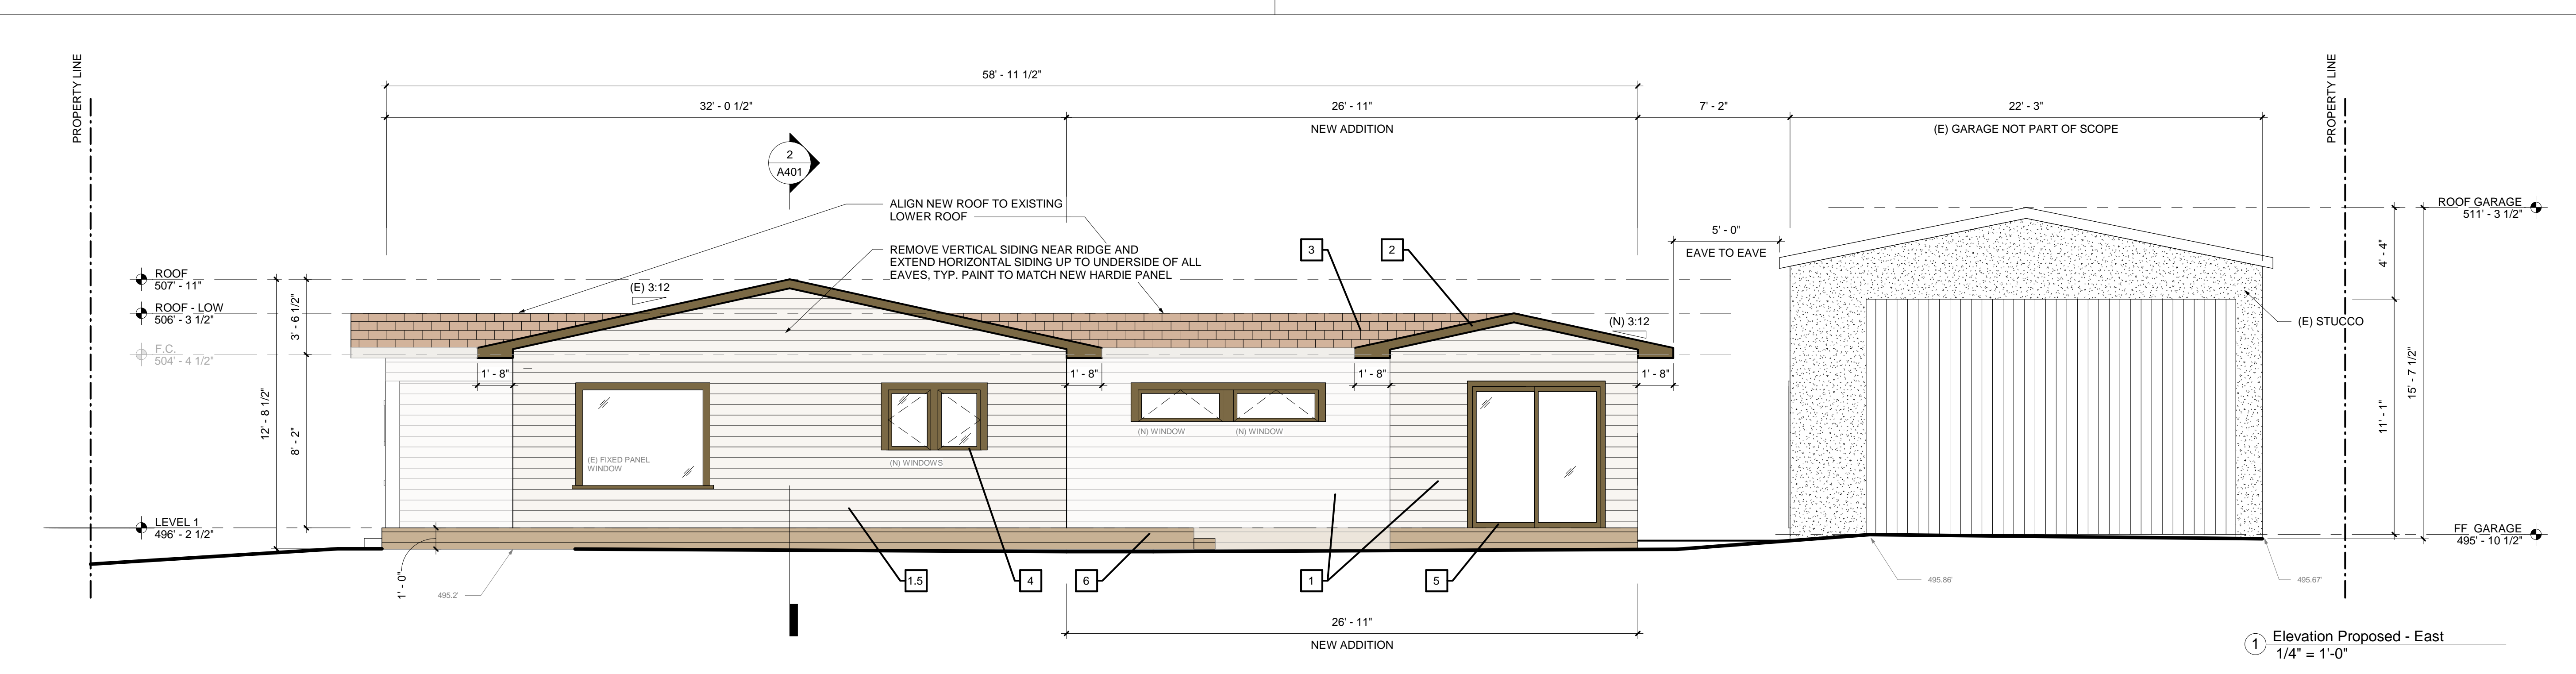 PROPERTY LINE
PROPERTY LINE
58' - 11 1/2"
32' - 0 1/2"
26' - 11"
7' - 2"
22' - 3"
NEW ADDITION
(E) GARAGE NOT PART OF SCOPE
2
A401
ALIGN NEW ROOF TO EXISTING
LOWER ROOF
REMOVE VERTICAL SIDING NEAR RIDGE AND
EXTEND HORIZONTAL SIDING UP TO UNDERSIDE OF ALL
EAVES, TYP. PAINT TO MATCH NEW HARDIE PANEL
3
2
5' - 0"
EAVE TO EAVE
ROOF GARAGE
511' - 3 1/2"
ROOF
507' - 11"
ROOF - LOW
506' - 3 1/2"
F.C.
504' - 4 1/2"
LEVEL 1
496' - 2 1/2"
12' - 8 1/2"
3' - 6 1/2"
8' - 2"
(E) 3:12
(N) 3:12
1' - 8"
1' - 8"
1' - 8"
1' - 8"
(E) FIXED PANEL
WINDOW
(N) WINDOWS
(N) WINDOW
(N) WINDOW
(E) STUCCO
4' - 4"
11' - 1"
15' - 7 1/2"
FF GARAGE
495' - 10 1/2"
1' - 0"
495.2'
1.5
4
6
1
5
495.86'
495.67'
26' - 11"
NEW ADDITION
1
Elevation Proposed - East
1/4" = 1'-0"